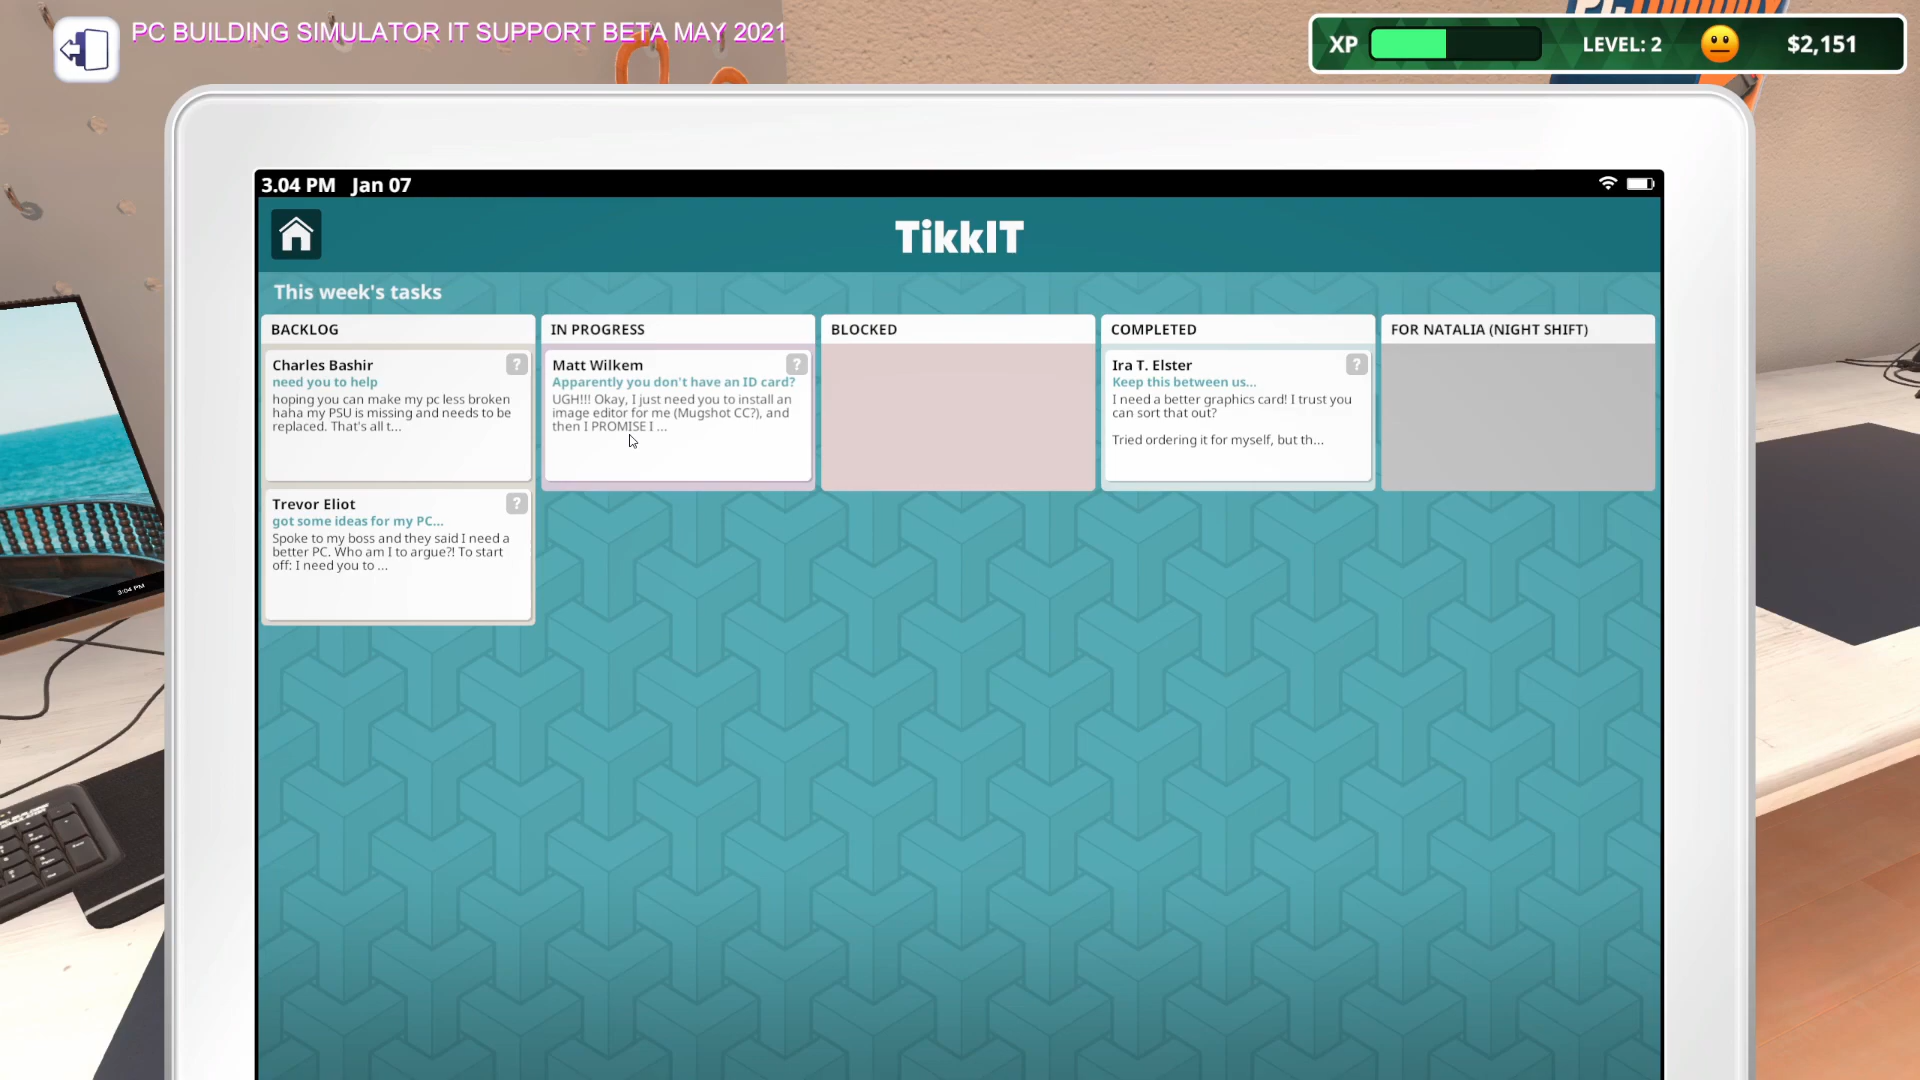 PC BUILDING SIMULATOR IT SUPPORT BETA MAY 2021
XP
LEVEL: 2
$2,151
3.04 PM Jan 07
TikkIT
This week's tasks
BACKLOG
Charles Bashir
?
need you to help
hoping you can make my pc less broken
haha my PSU is missing and needs to be
replaced. That's all t...
Trevor Eliot
?
got some ideas for my PC...
Spoke to my boss and they said I need a
better PC. Who am I to argue?! To start
off: I need you to ...
IN PROGRESS
Matt Wilkem
?
Apparently you don't have an ID card?
UGH!!! Okay, I just need you to install an
image editor for me (Mugshot CC?), and
then I PROMISE I ...
BLOCKED
COMPLETED
Ira T. Elster
?
Keep this between us...
I need a better graphics card! I trust you
can sort that out?
Tried ordering it for myself, but th...
FOR NATALIA (NIGHT SHIFT)
3:04 PM